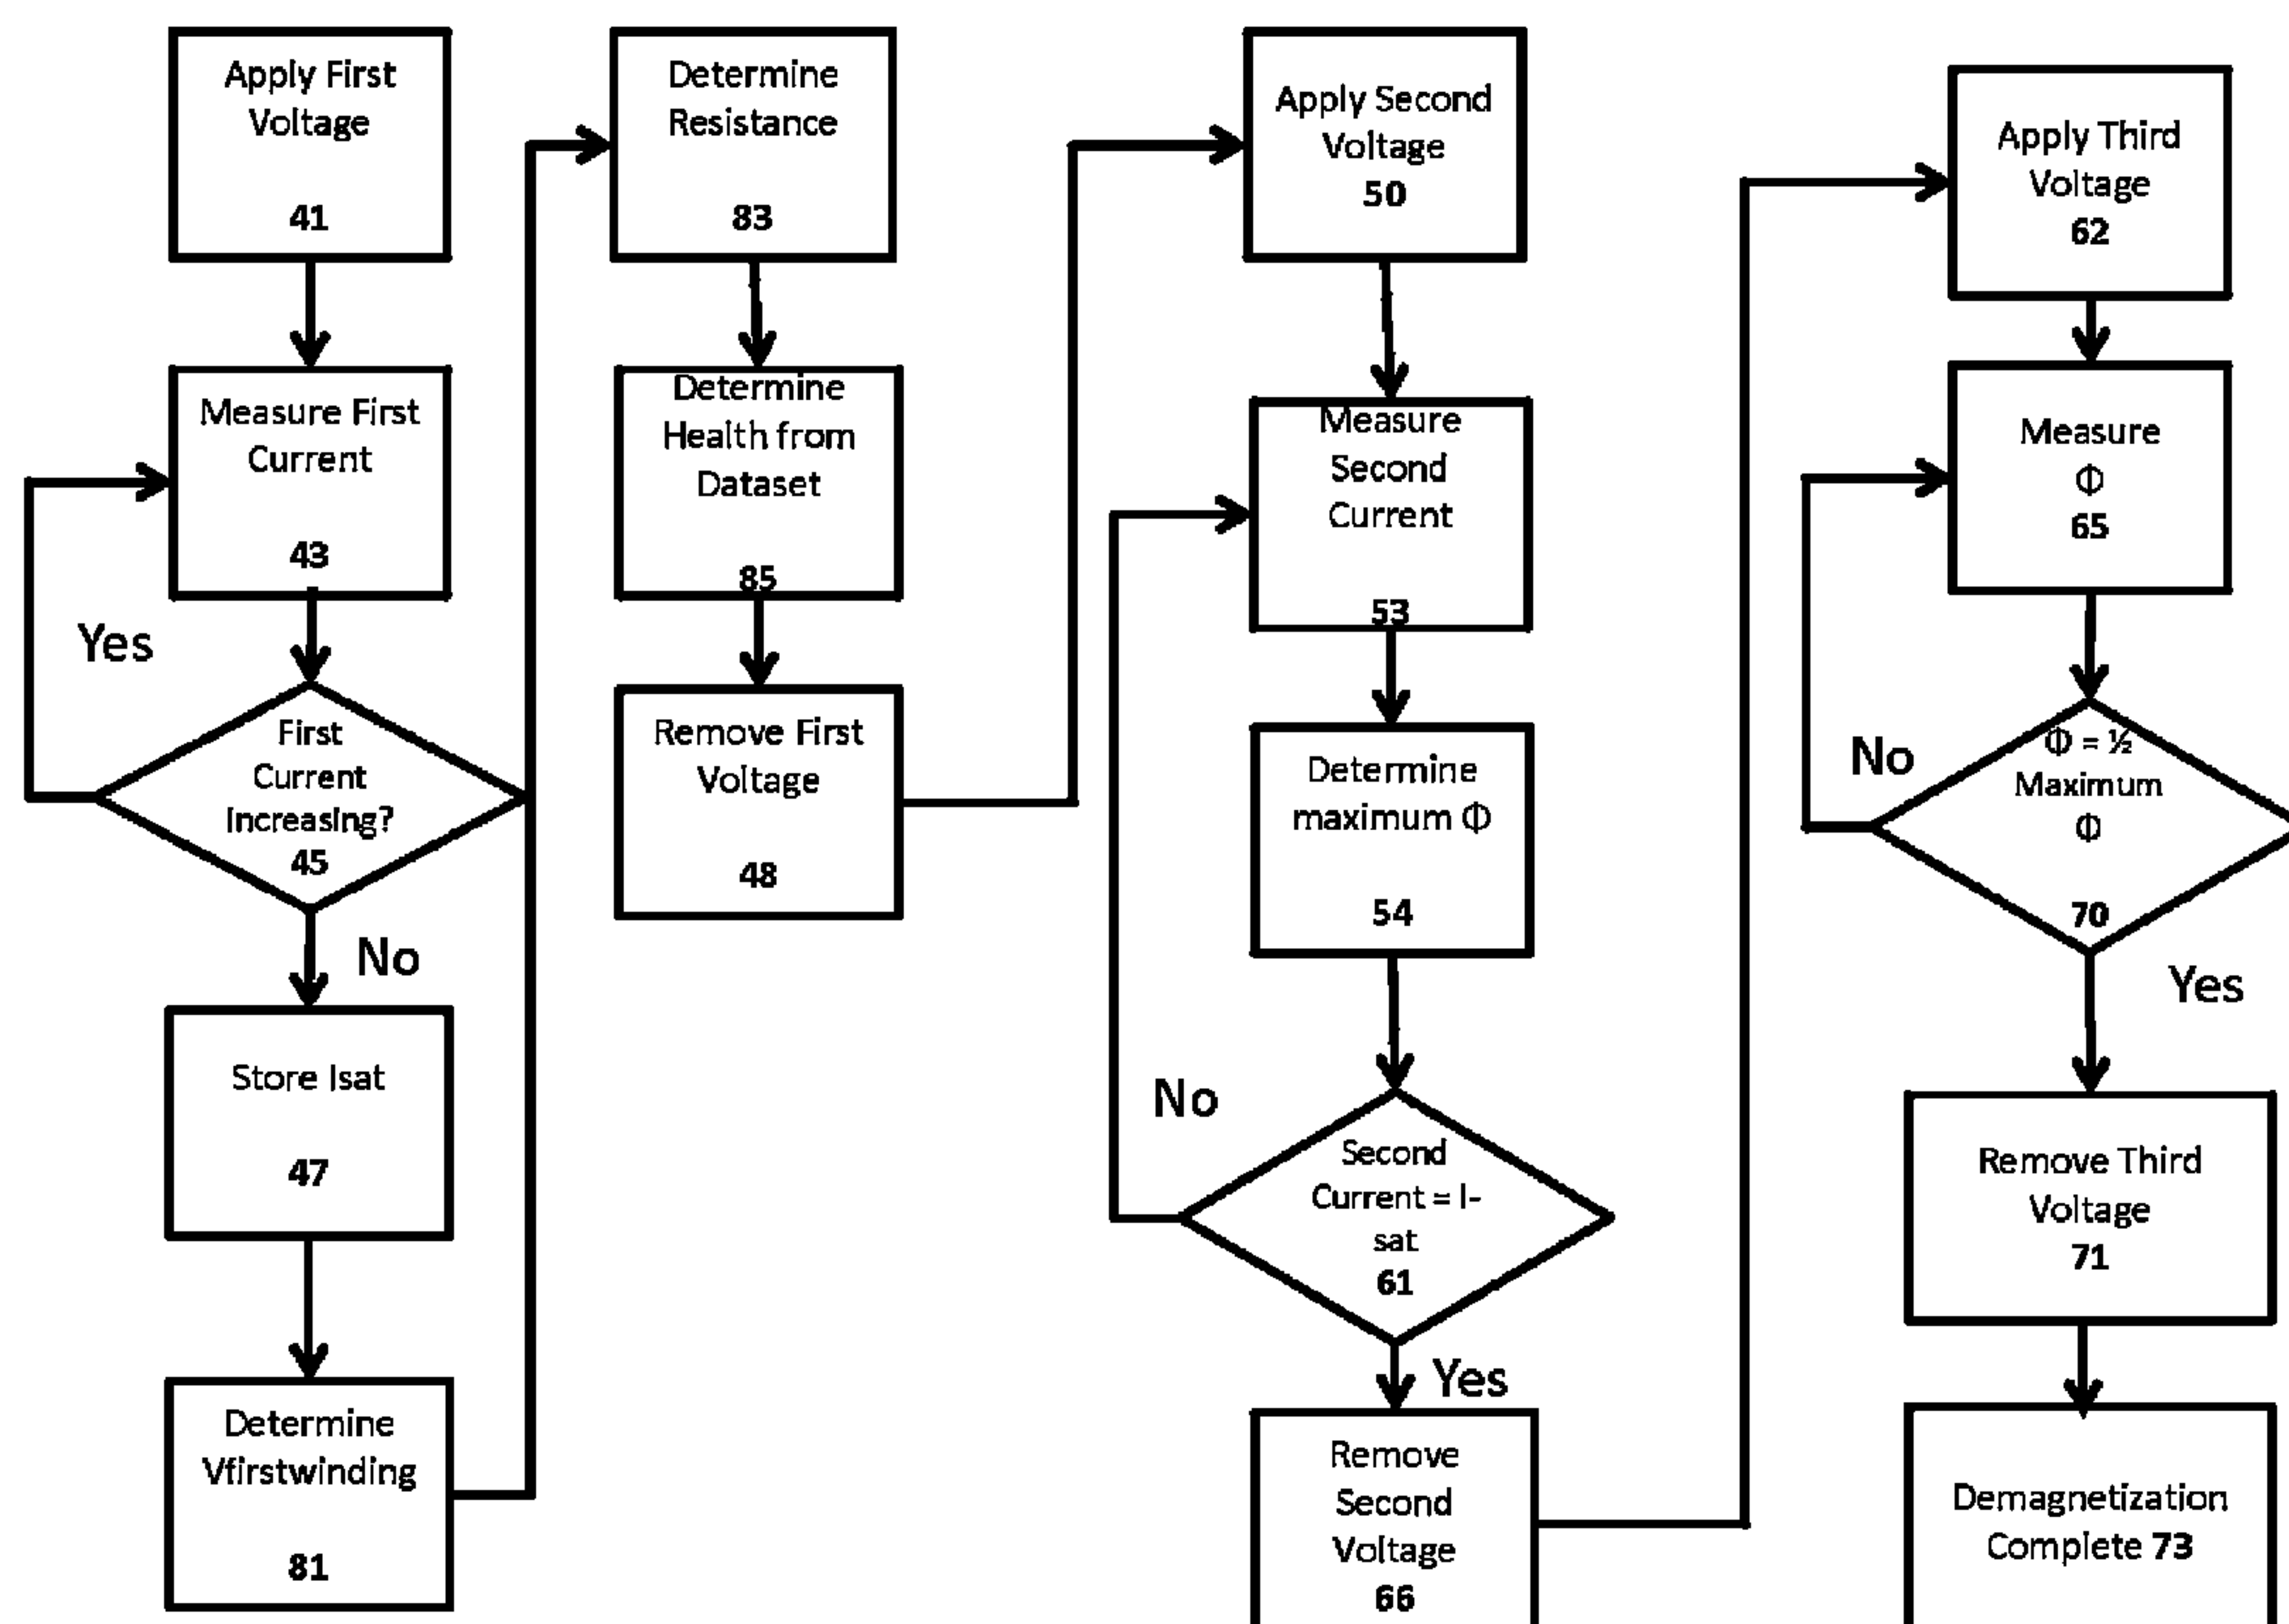 Apply First
Voltage
41
Measure First
Current
43
Yes
First
Current
Increasing?
45
No
Store Isat
47
Determine
Vfirstwinding
81
Determine
Resistance
83
Determine
Health from
Dataset
85
Remove First
Voltage
48
Apply Second
Voltage
50
Measure
Second
Current
53
Determine
maximum Φ
54
No
Second
Current = I-
sat
61
Yes
Remove
Second
Voltage
66
Apply Third
Voltage
62
Measure
Φ
65
No
Φ = ½
Maximum
Φ
70
Yes
Remove Third
Voltage
71
Demagnetization
Complete 73